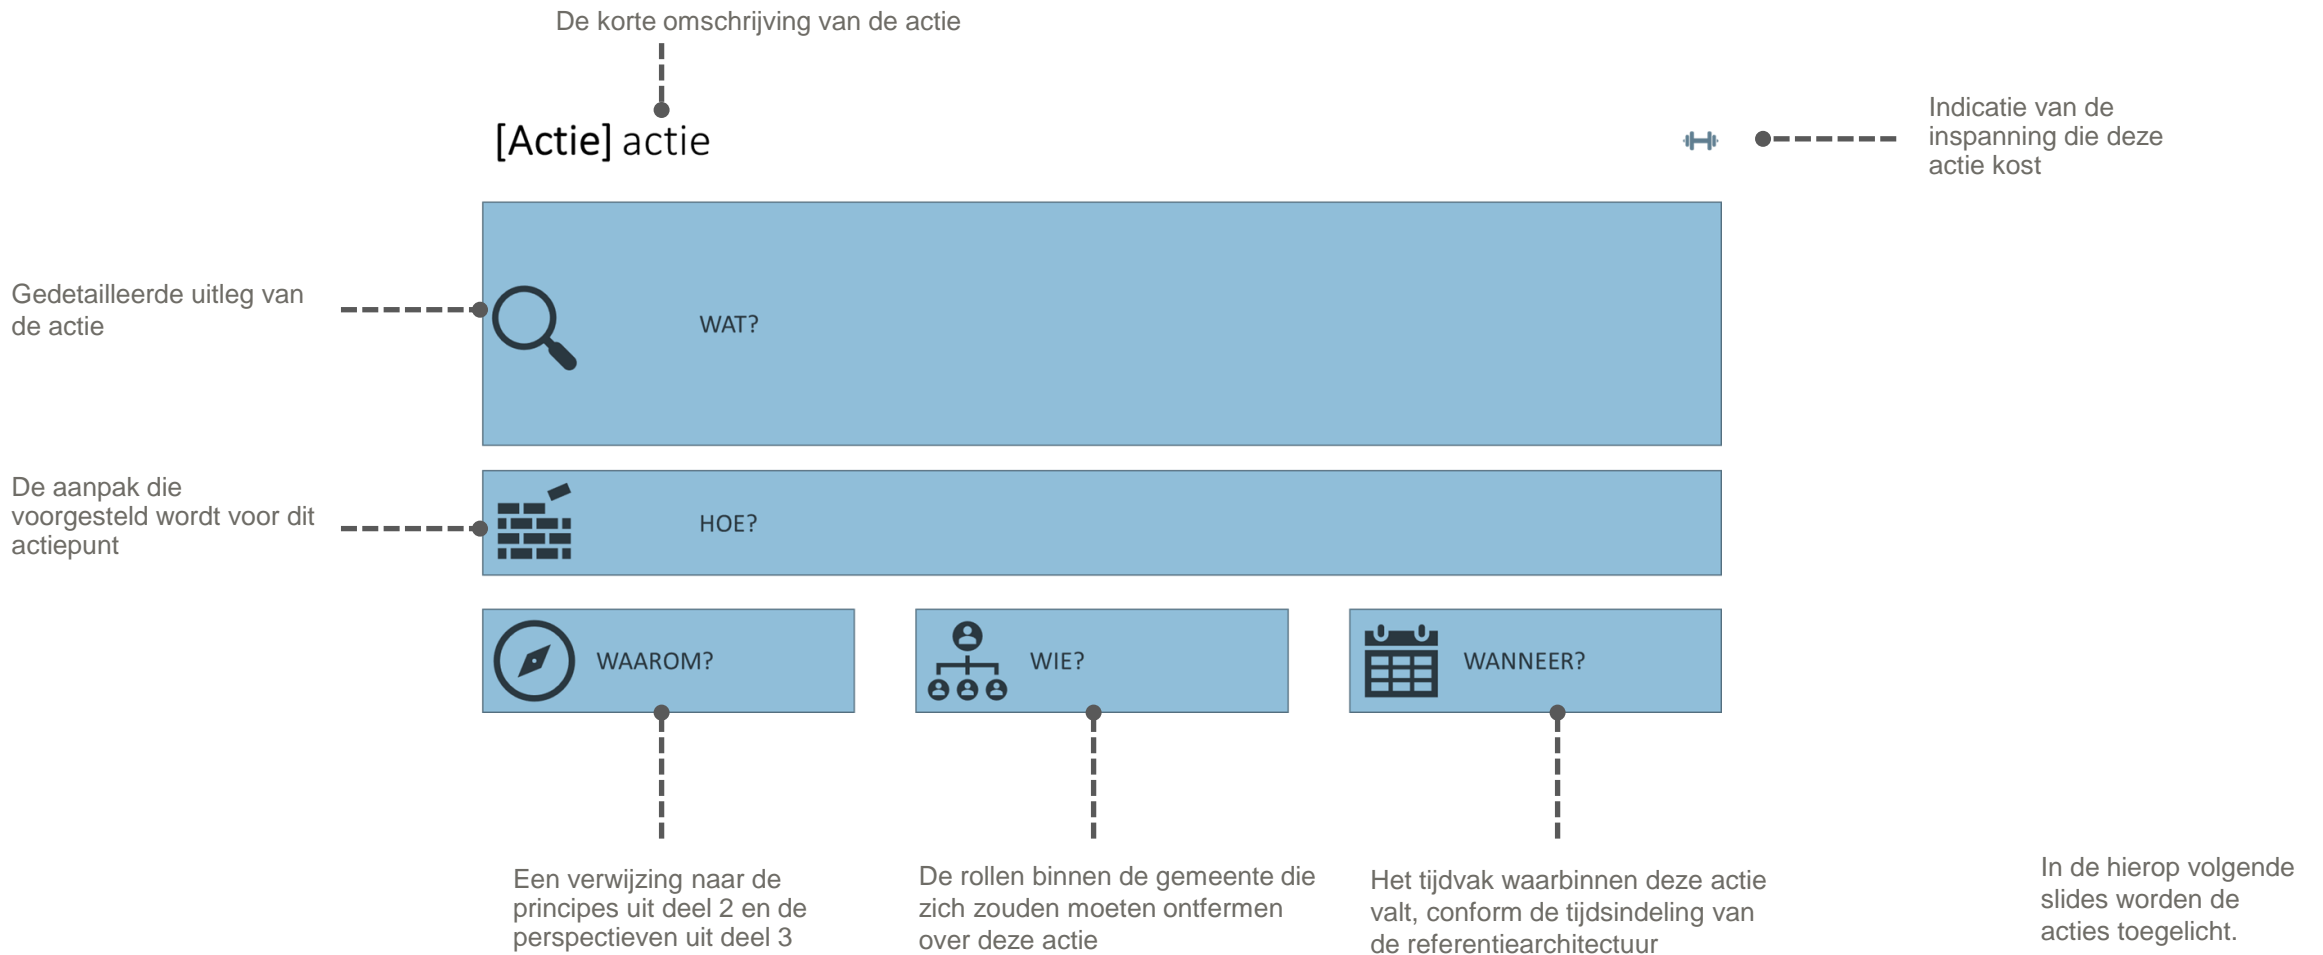 De korte omschrijving van de actie
[Actie] actie
Indicatie van de
inspanning die deze
actie kost
Gedetailleerde uitleg van
de actie
WAT?
De aanpak die
voorgesteld wordt voor dit
actiepunt
HOE?
WAAROM?
WIE?
WANNEER?
Een verwijzing naar de
principes uit deel 2 en de
perspectieven uit deel 3
De rollen binnen de gemeente die
zich zouden moeten ontfermen
over deze actie
Het tijdvak waarbinnen deze actie
valt, conform de tijdsindeling van
de referentiearchitectuur
In de hierop volgende
slides worden de
acties toegelicht.